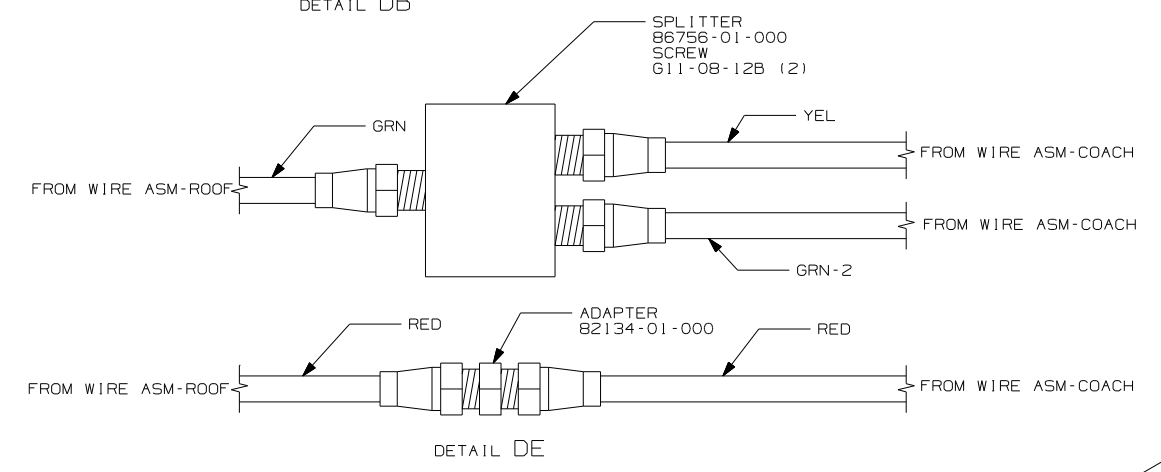 DETAIL DB
SPLITTER
86756-01-000
SCREW
G11-08-12B (2)
GRN
YEL
FROM WIRE ASM-ROOF
FROM WIRE ASM-COACH
FROM WIRE ASM-COACH
GRN-2
RED
ADAPTER
82134-01-000
RED
FROM WIRE ASM-ROOF
FROM WIRE ASM-COACH
DETAIL DE